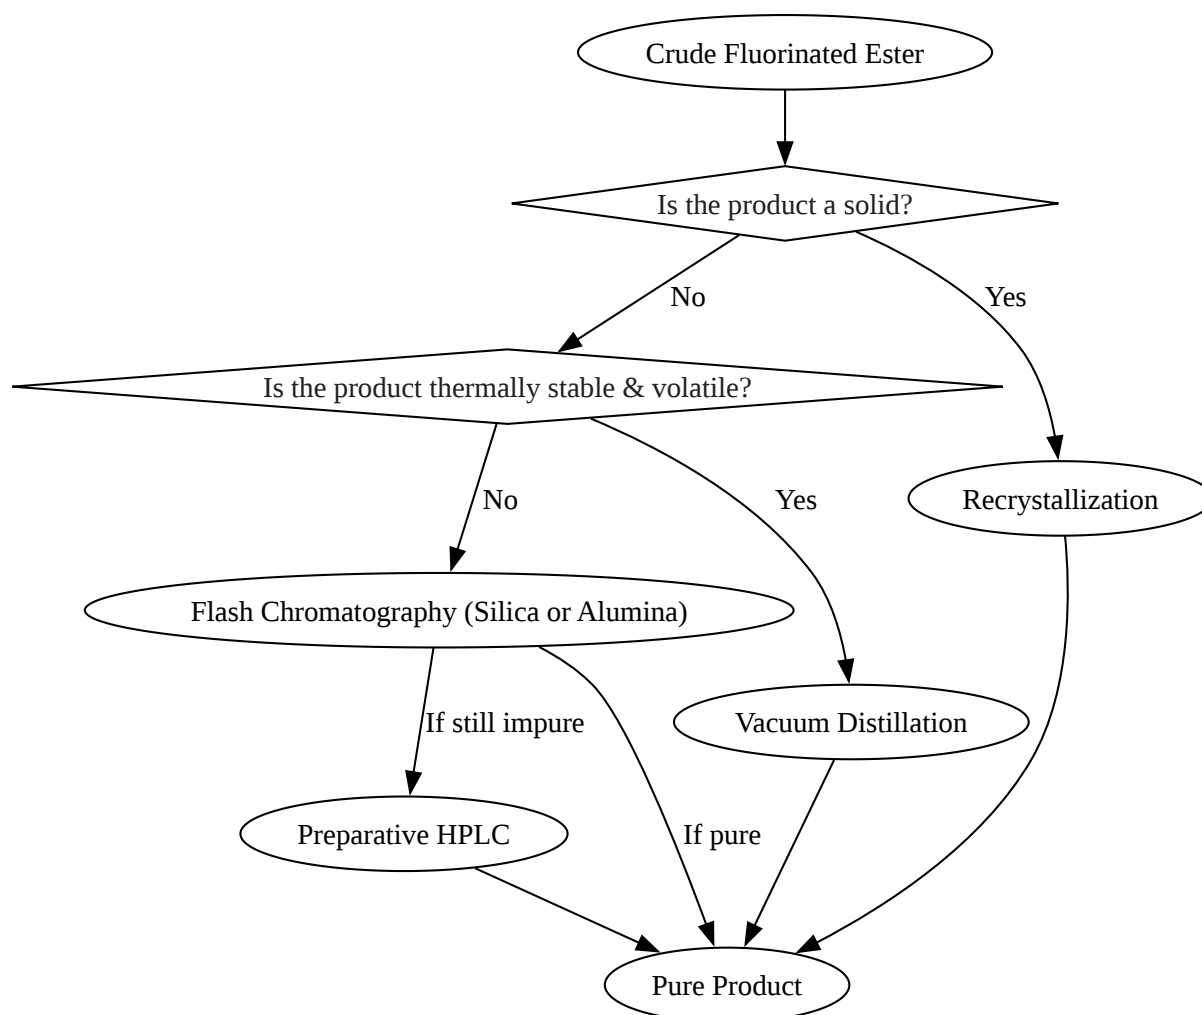 Crude Fluorinated Ester
Is the product a solid?
No
Yes
Is the product thermally stable & volatile?
No
Yes
Recrystallization
Flash Chromatography (Silica or Alumina)
If still impure
Vacuum Distillation
Preparative HPLC
If pure
Pure Product